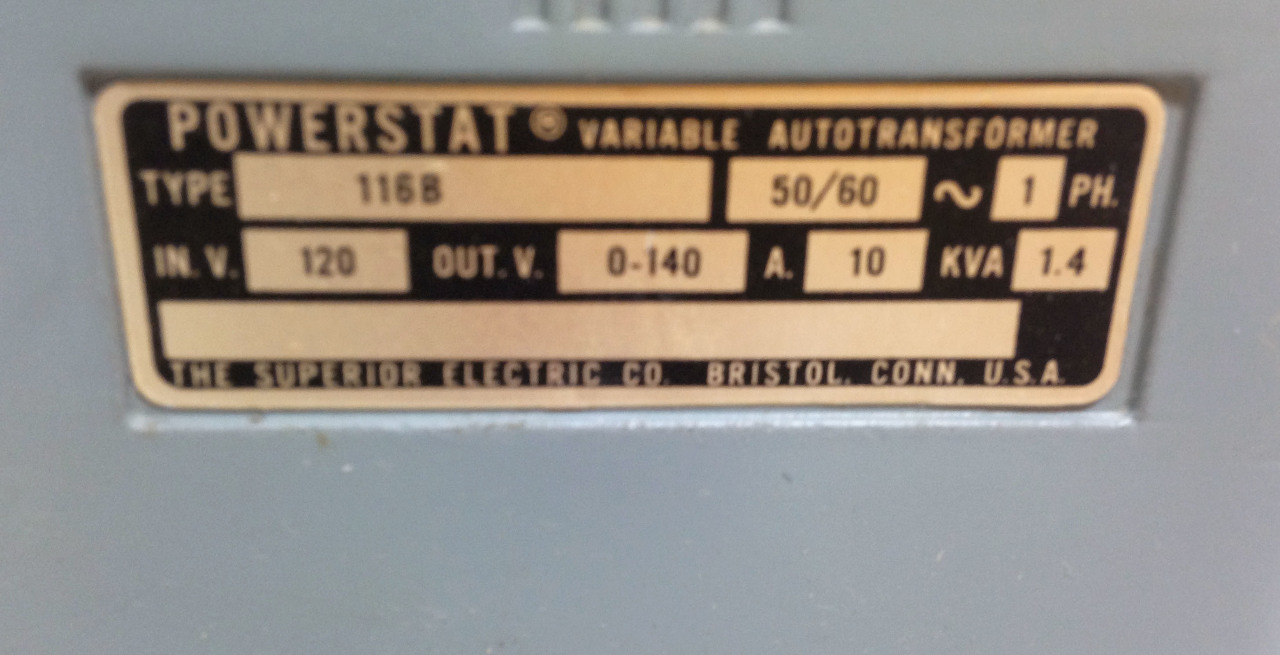 POWERSTAT® VARIABLE AUTOTRANSFORMER
TYPE 116B 50/60 ~ 1 PH.
IN. V. 120 OUT. V. 0-140 A. 10 KVA 1.4
THE SUPERIOR ELECTRIC CO. BRISTOL, CONN. U.S.A.